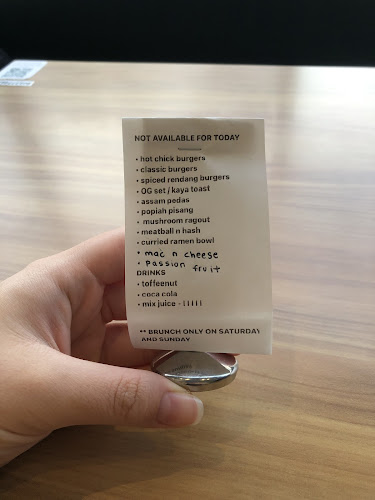 NOT AVAILABLE FOR TODAY
• hot chick burgers
• classic burgers
• spiced rendang burgers
• OG set / kaya toast
• assam pedas
• popiah pisang
• mushroom ragout
• meatball n hash
• curried ramen bowl
• mac n cheese
• Passion fruit
DRINKS
• toffeenut
• coca cola
• mix juice -
** BRUNCH ONLY ON SATURDAY
AND SUNDAY